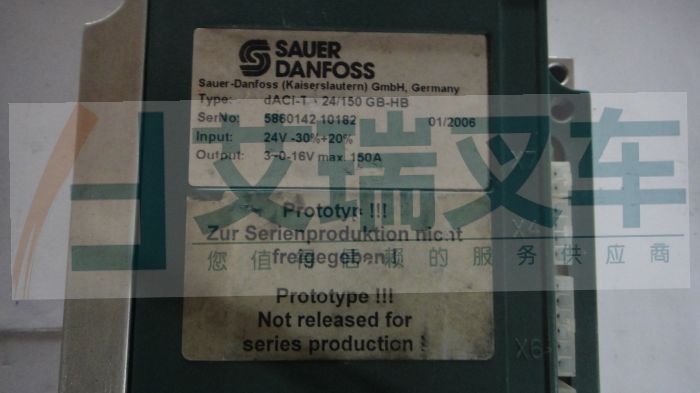 SAUER
DANFOSS
Sauer-Danfoss (Kaiserslautern) GmbH, Germany
Type: dACI-T - 24/150 GB-HB
SerNo: 5860142 10182 01/2006
Input: 24V -30%+20%
Output: 3~0-16V max. 150A
X7
艾瑞叉车
X4
Prototyp !!!
Zur Serienproduktion nicht
freigegeben !
您值得信赖的服务供应商
Prototype !!!
Not released for
series production !
X6